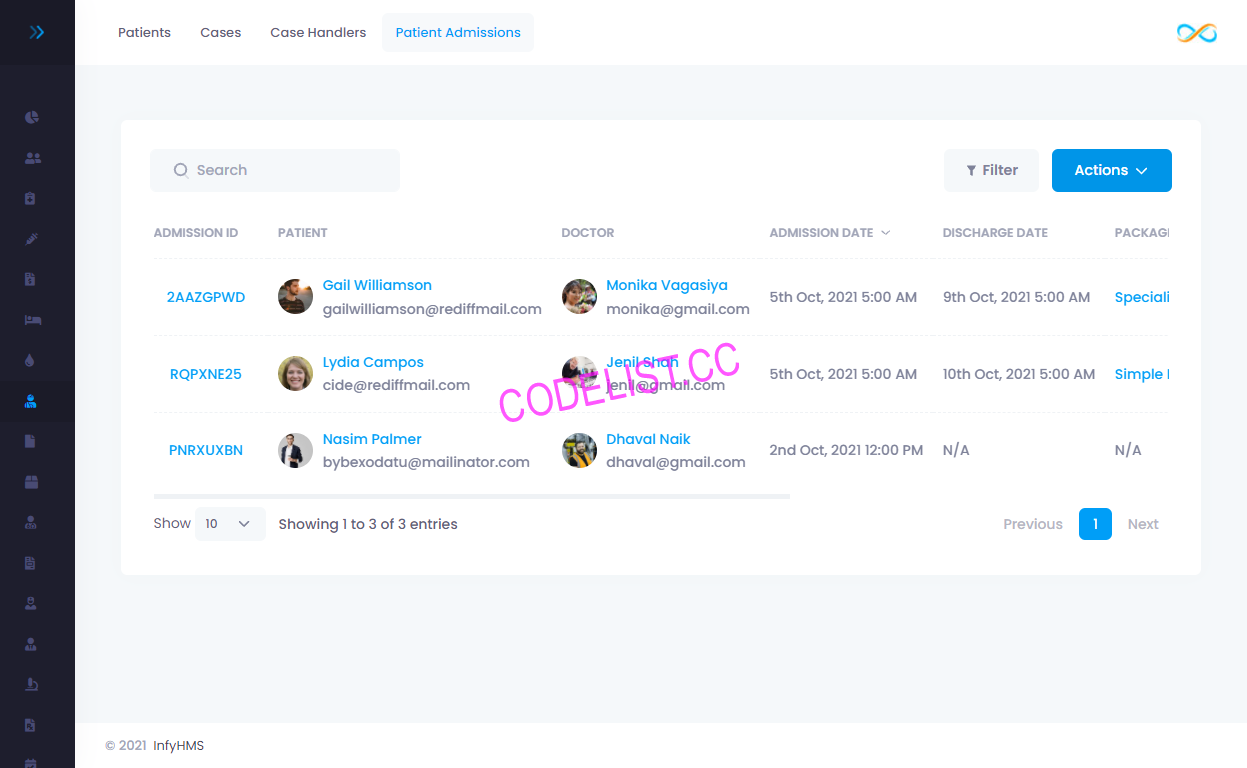 Patients Cases Case Handlers Patient Admissions
Search Filter Actions
ADMISSION ID PATIENT DOCTOR ADMISSION DATE DISCHARGE DATE PACKAG
Gail Williamson Monika Vagasiya
2AAZGPWD 5th Oct, 2021 5:00 AM 9th Oct, 2021 5:00 AM Speciali
gailwilliamson@rediffmail.com monika@gmail.com
Lydia Campos Jenil Shah
RQPXNE25 5th Oct, 2021 5:00 AM 10th Oct, 2021 5:00 AM Simple
cide@rediffmail.com jenil@gmail.com
CODELIST.CC
Nasim Palmer Dhaval Naik
PNRXUXBN 2nd Oct, 2021 12:00 PM N/A N/A
bybexodatu@mailinator.com dhaval@gmail.com
Show 10 Showing 1 to 3 of 3 entries Previous 1 Next
© 2021 InfyHMS